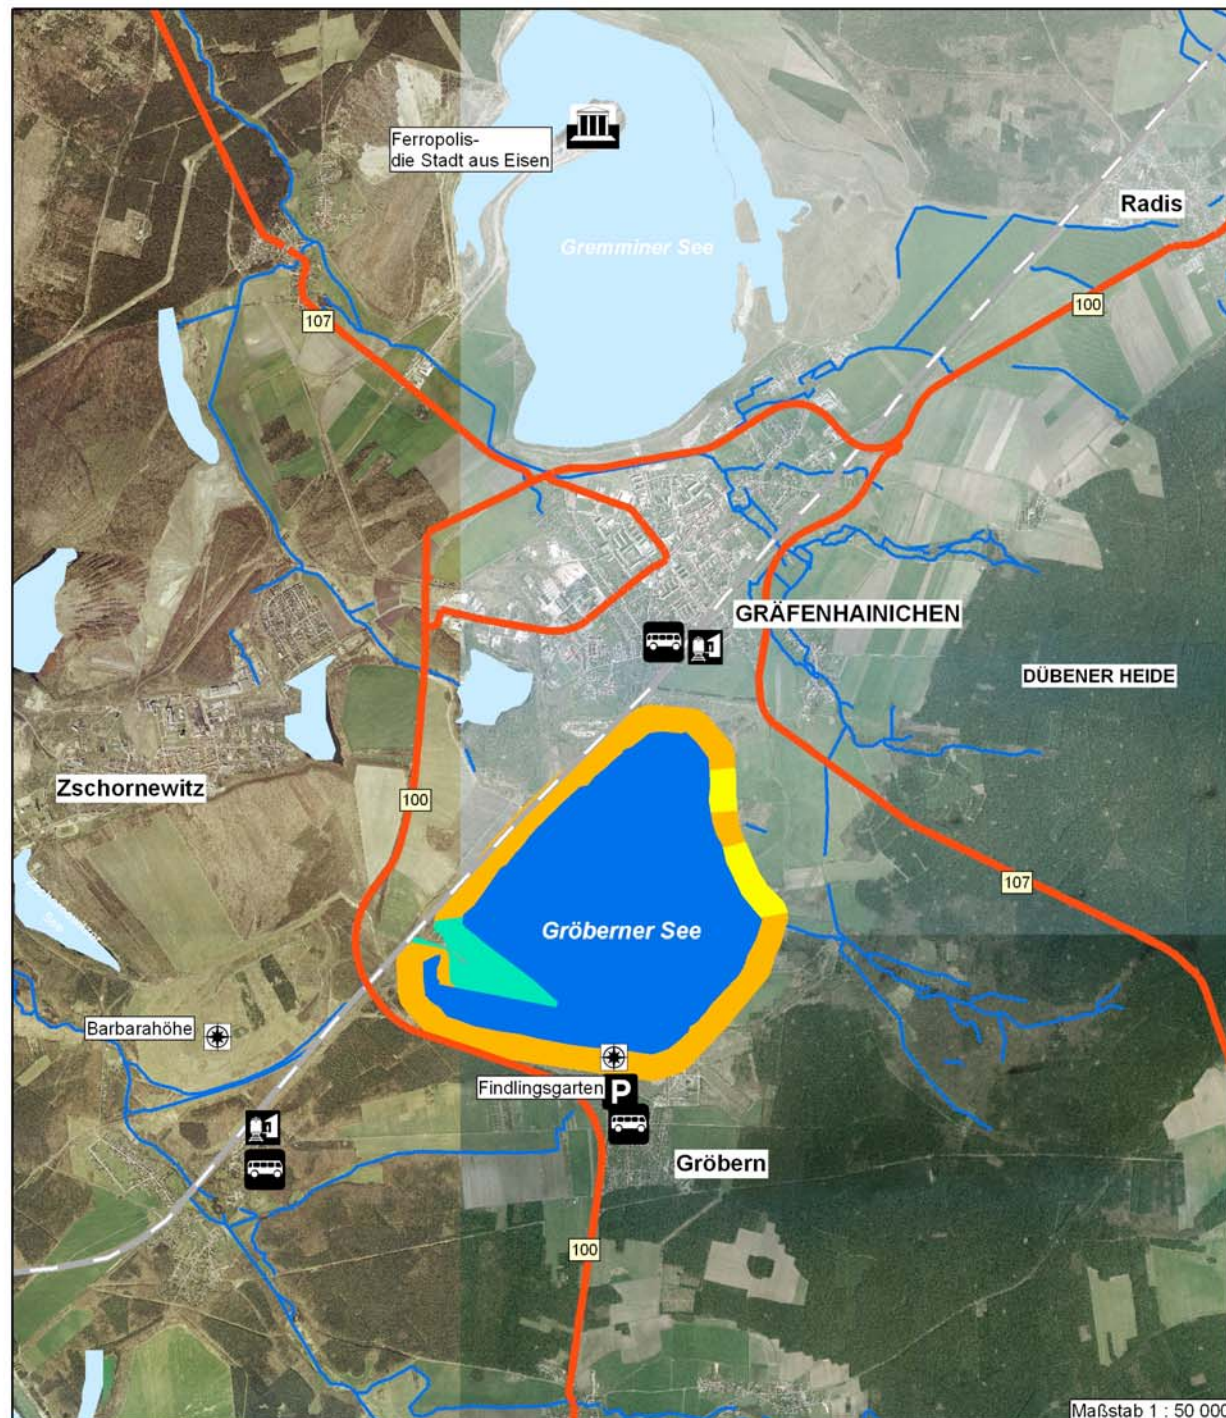 Ferropolis-
die Stadt aus Eisen
Radis
Gremminer See
100
107
GRÄFENHAINICHEN
DÜBENER HEIDE
Zschornewitz
100
107
Gröberner See
Barbarahöhe
Findlingsgarten
P
Gröbern
100
Maßstab 1 : 50 000